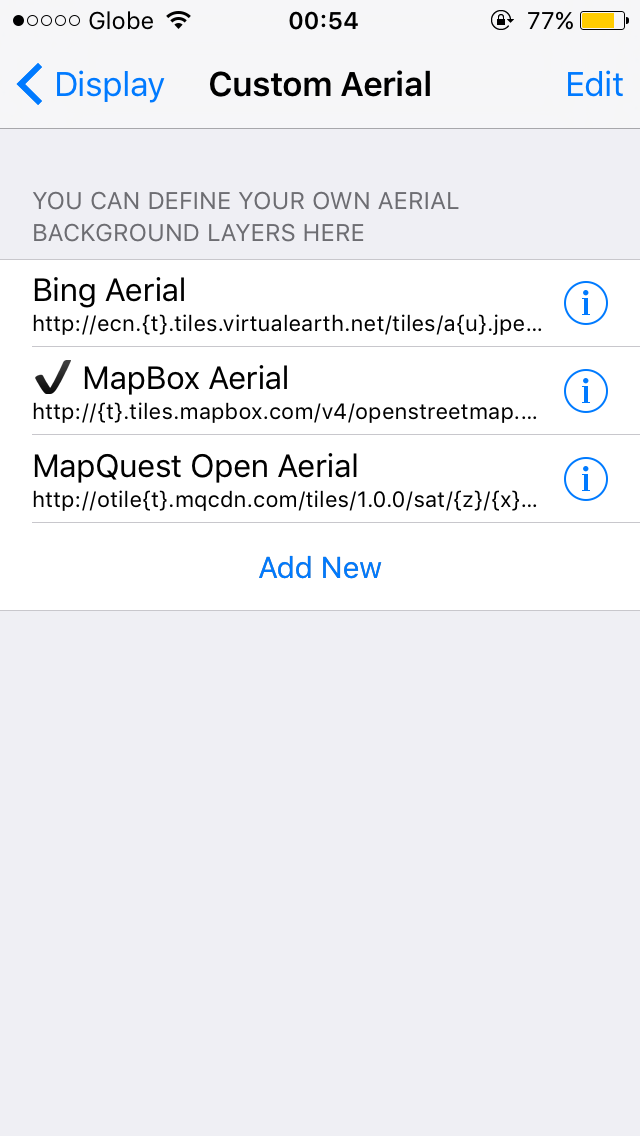 Globe 00:54 77%
Display Custom Aerial Edit
YOU CAN DEFINE YOUR OWN AERIAL
BACKGROUND LAYERS HERE
Bing Aerial
http://ecn.{t}.tiles.virtualearth.net/tiles/a{u}.jpe...
✔ MapBox Aerial
http://{t}.tiles.mapbox.com/v4/openstreetmap....
MapQuest Open Aerial
http://otile{t}.mqcdn.com/tiles/1.0.0/sat/{z}/{x}...
Add New